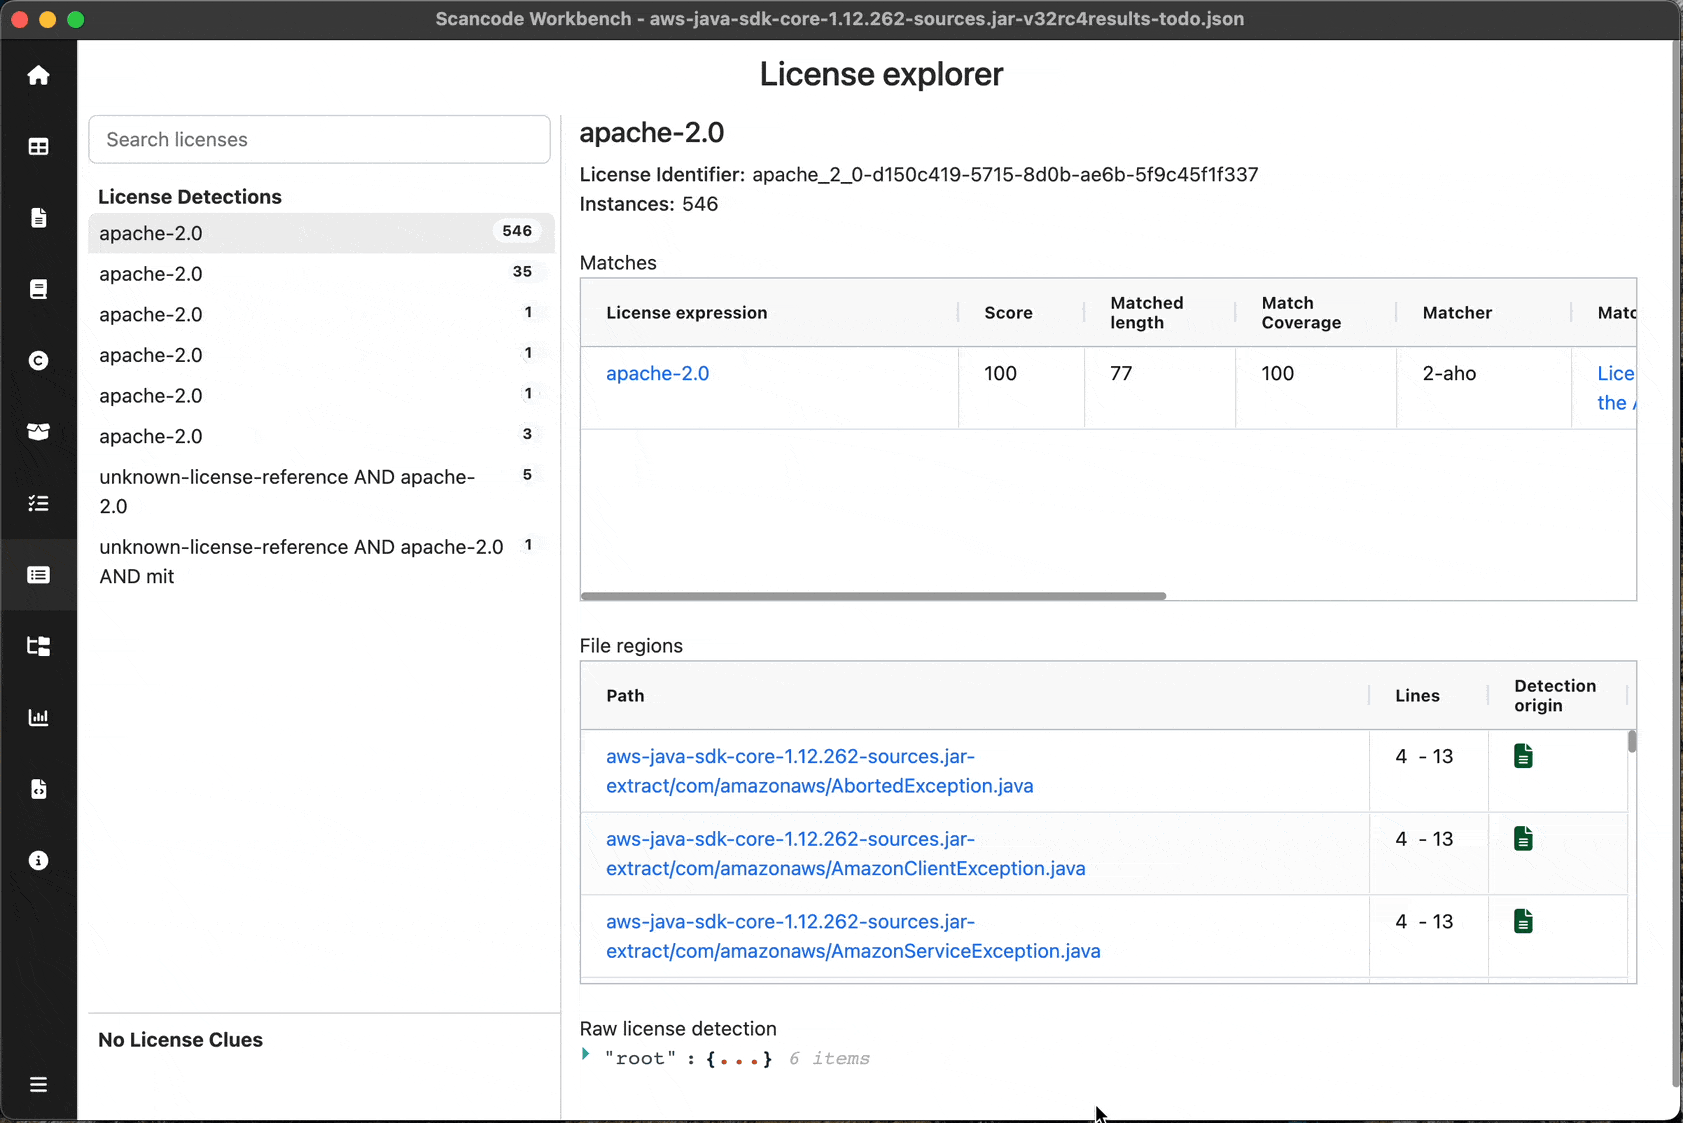 Scancode Workbench - aws-java-sdk-core-1.12.262-sources.jar-v32rc4results-todo.json
License explorer
Search licenses
License Detections
apache-2.0 546
apache-2.0 35
apache-2.0 1
apache-2.0 1
apache-2.0 1
apache-2.0 3
unknown-license-reference AND apache- 5
2.0
unknown-license-reference AND apache-2.0 1
AND mit
No License Clues
apache-2.0
License Identifier: apache_2_0-d150c419-5715-8d0b-ae6b-5f9c45f1f337
Instances: 546
Matches
License expression Score Matched length Match Coverage Matcher Matc
apache-2.0 100 77 100 2-aho Lice
the
File regions
Path Lines Detection origin
aws-java-sdk-core-1.12.262-sources.jar- 4 - 13
extract/com/amazonaws/AbortedException.java
aws-java-sdk-core-1.12.262-sources.jar- 4 - 13
extract/com/amazonaws/AmazonClientException.java
aws-java-sdk-core-1.12.262-sources.jar- 4 - 13
extract/com/amazonaws/AmazonServiceException.java
Raw license detection
"root" : {...} 6 items